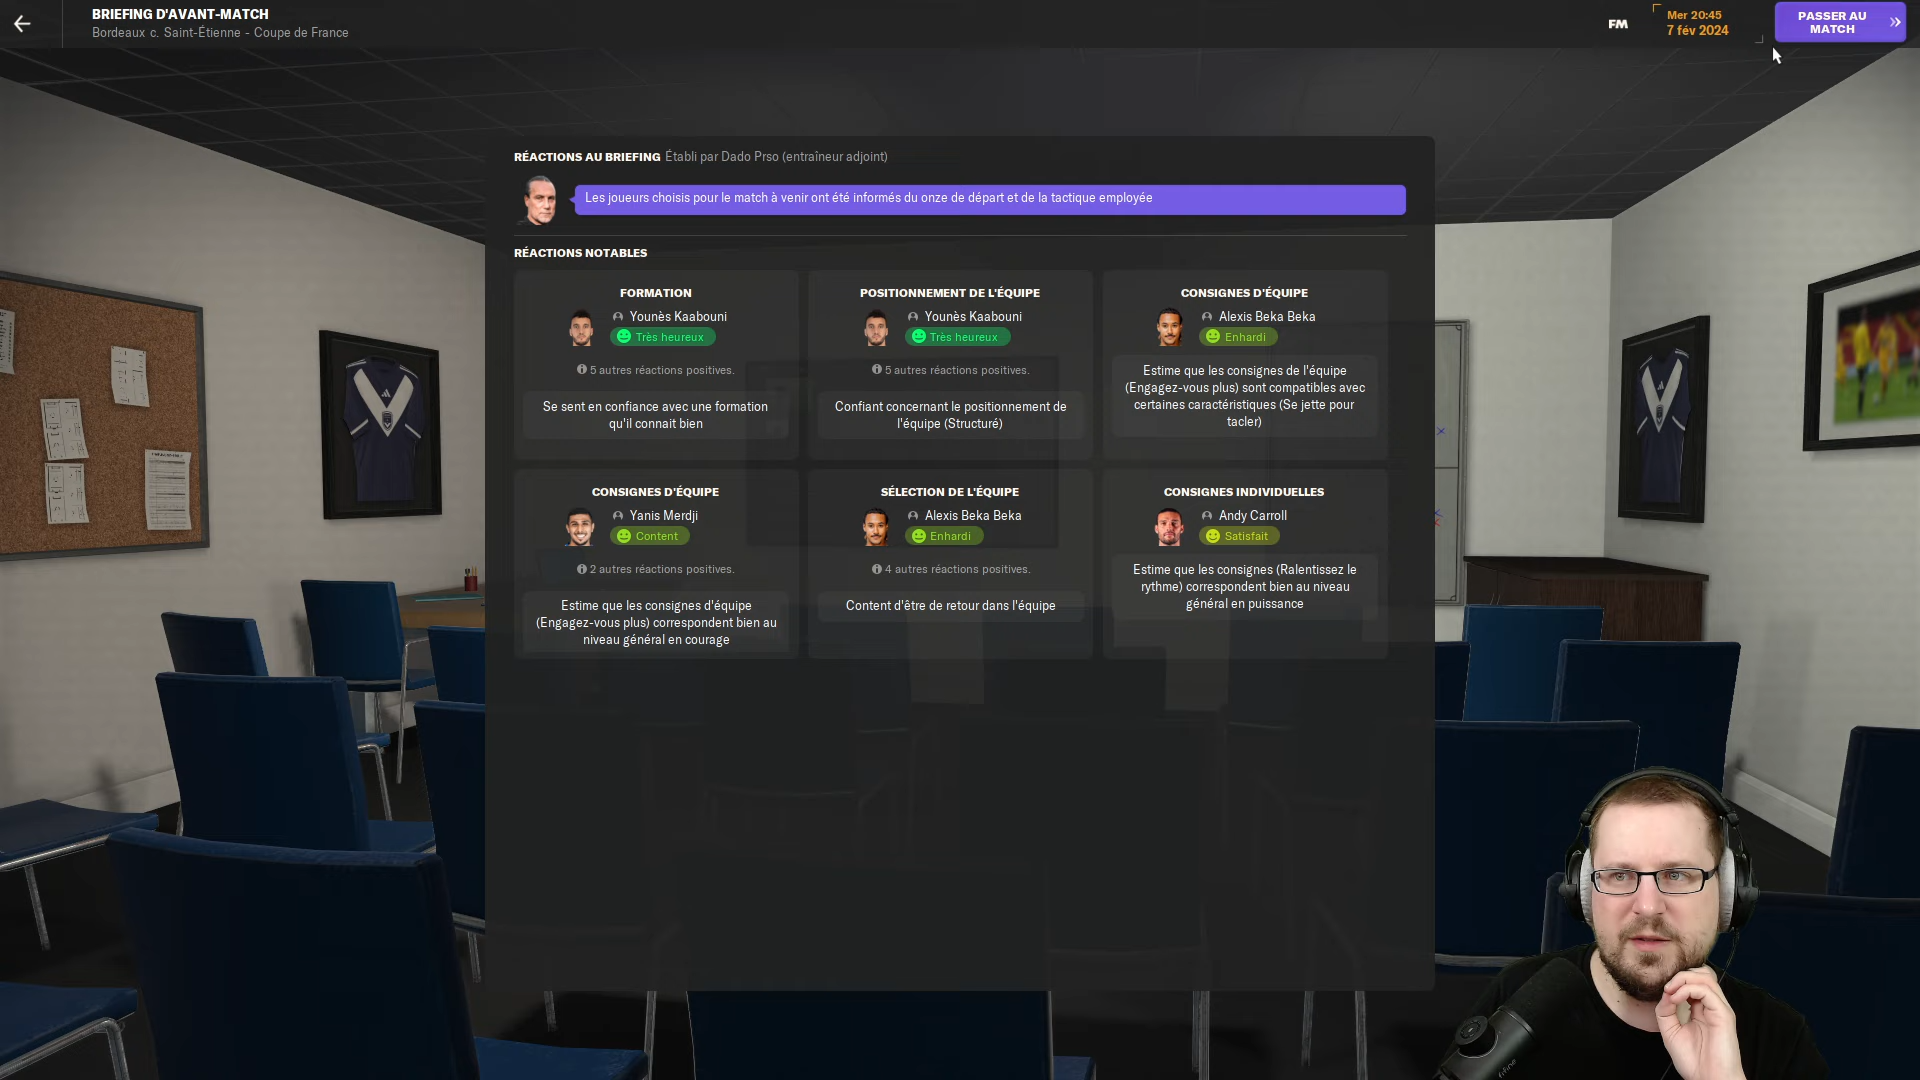 BRIEFING D'AVANT-MATCH
Bordeaux c. Saint-Étienne - Coupe de France
FM
Mer 20:45
7 fév 2024
PASSER AU
MATCH
RÉACTIONS AU BRIEFING Établi par Dado Prso (entraîneur adjoint)
Les joueurs choisis pour le match à venir ont été informés du onze de départ et de la tactique employée
RÉACTIONS NOTABLES
FORMATION
Younès Kaabouni
Très heureux
5 autres réactions positives.
Se sent en confiance avec une formation
qu'il connait bien
POSITIONNEMENT DE L'ÉQUIPE
Younès Kaabouni
Très heureux
5 autres réactions positives.
Confiant concernant le positionnement de
l'équipe (Structuré)
CONSIGNES D'ÉQUIPE
Alexis Beka Beka
Enhardi
Estime que les consignes de l'équipe
(Engagez-vous plus) sont compatibles avec
certaines caractéristiques (Se jette pour
tacler)
CONSIGNES D'ÉQUIPE
Yanis Merdji
Content
2 autres réactions positives.
Estime que les consignes d'équipe
(Engagez-vous plus) correspondent bien au
niveau général en courage
SÉLECTION DE L'ÉQUIPE
Alexis Beka Beka
Enhardi
4 autres réactions positives.
Content d'être de retour dans l'équipe
CONSIGNES INDIVIDUELLES
Andy Carroll
Satisfait
Estime que les consignes (Ralentissez le
rythme) correspondent bien au niveau
général en puissance